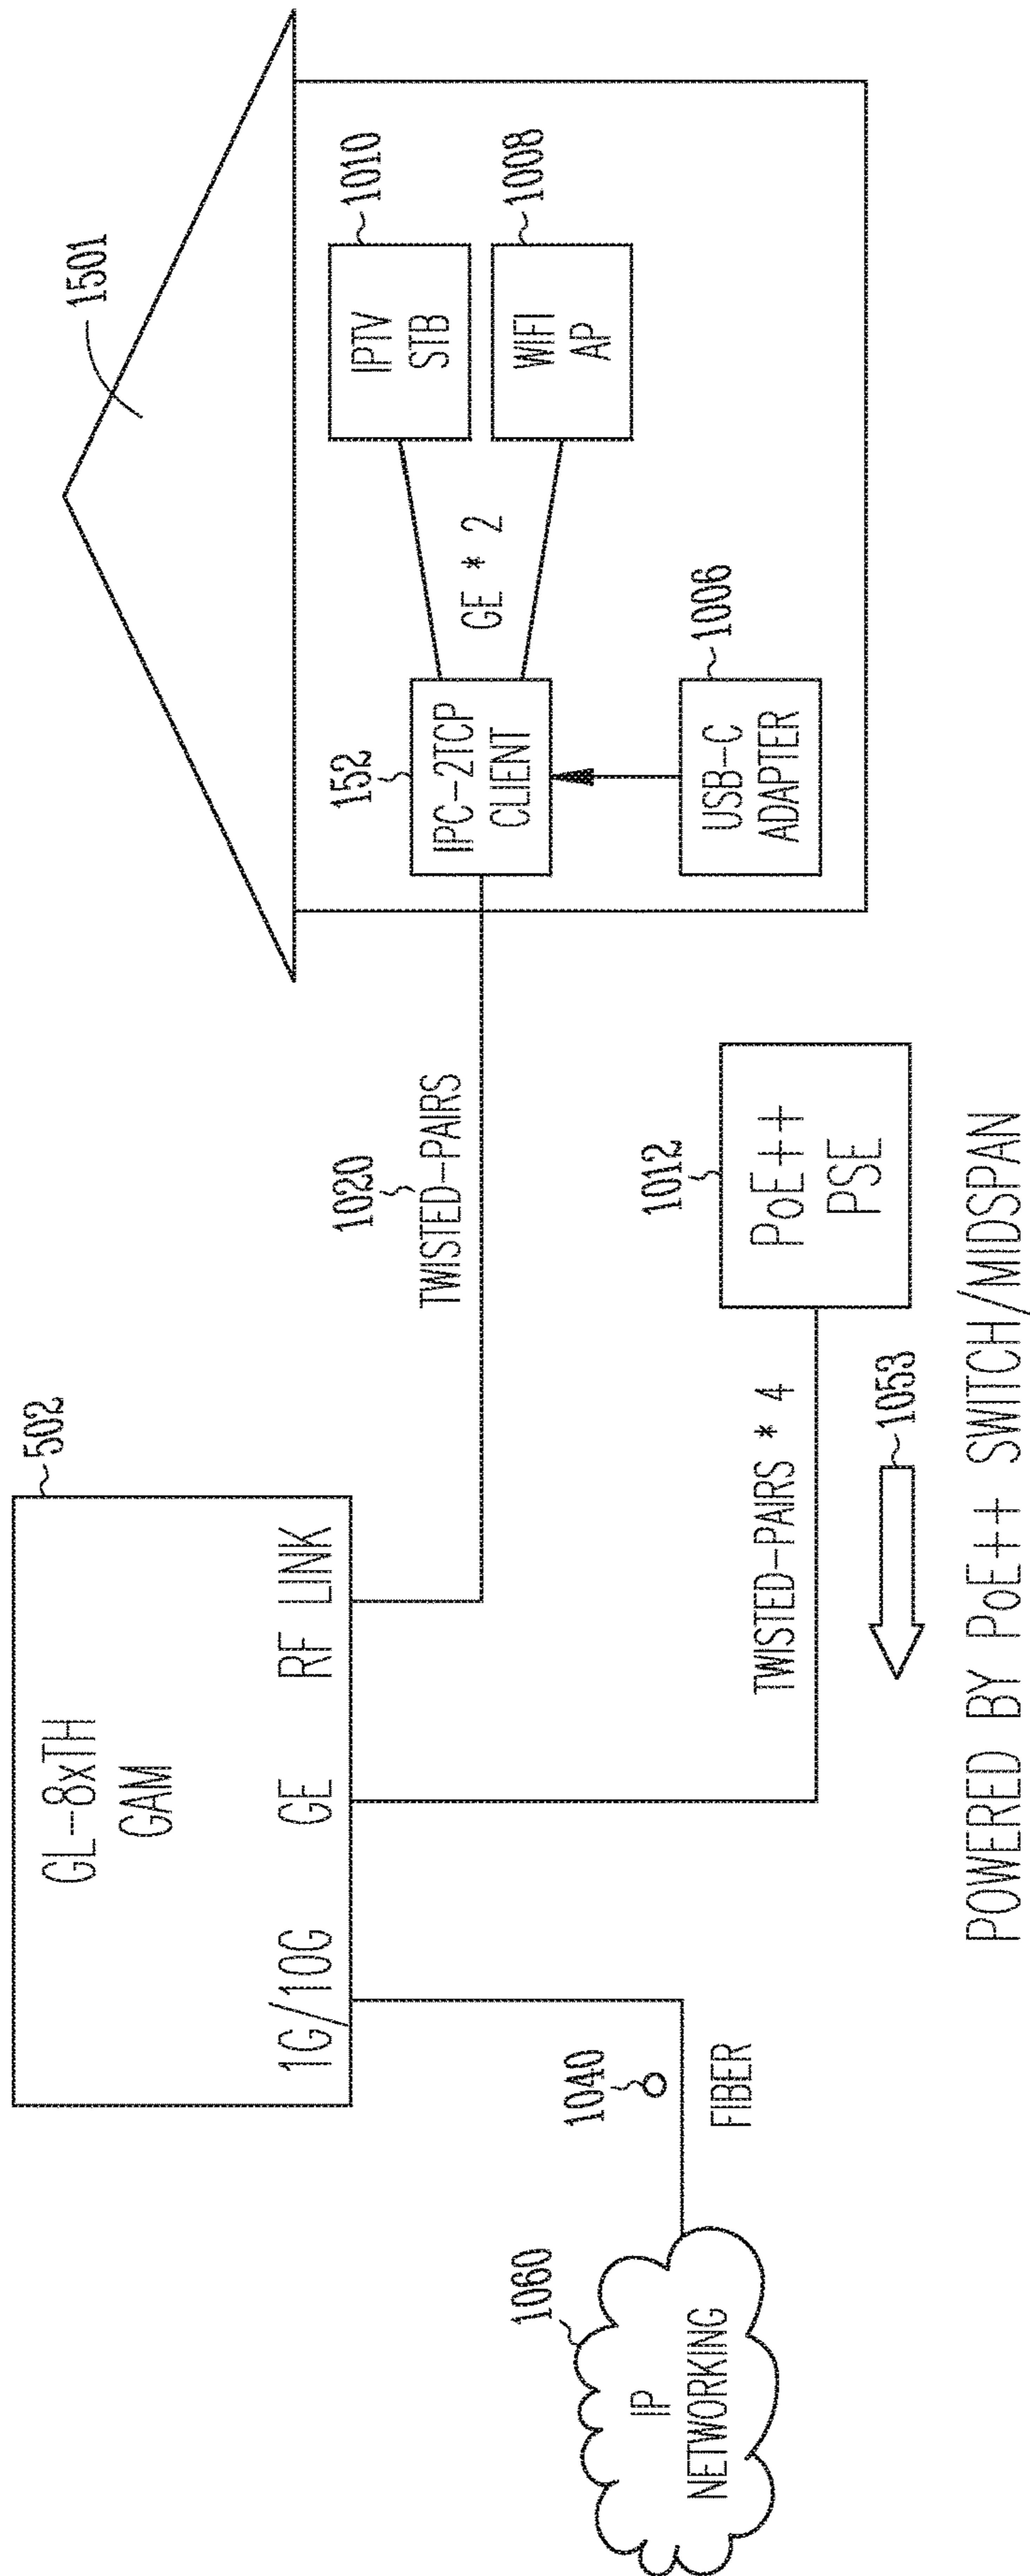 502
GL-8xTH
GAM
1G/10G
GE
RF LINK
1501
1060
IP
NETWORKING
1040
FIBER
1020
TWISTED-PAIRS
152
IPC-2TCP
CLIENT
GE * 2
IPTV
STB
1010
WIFI
AP
1008
USB-C
ADAPTER
1006
TWISTED-PAIRS * 4
1012
PoE++
PSE
1053
POWERED BY PoE++ SWITCH/MIDSPAN